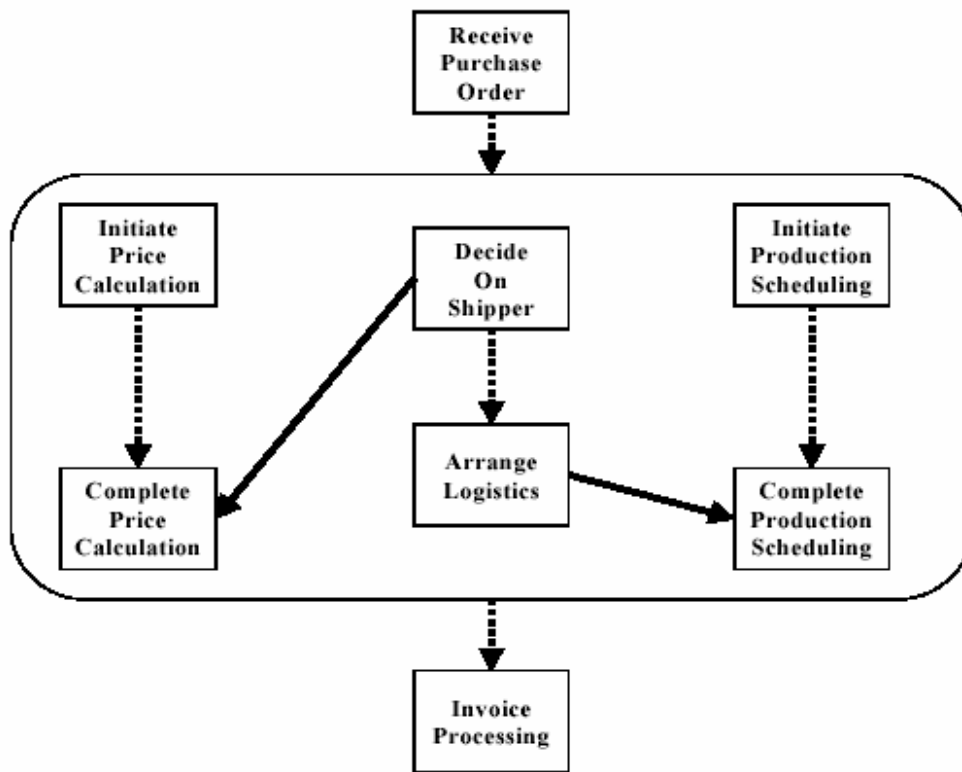 Receive
Purchase
Order
Initiate
Price
Calculation
Decide
On
Shipper
Initiate
Production
Scheduling
Complete
Price
Calculation
Arrange
Logistics
Complete
Production
Scheduling
Invoice
Processing